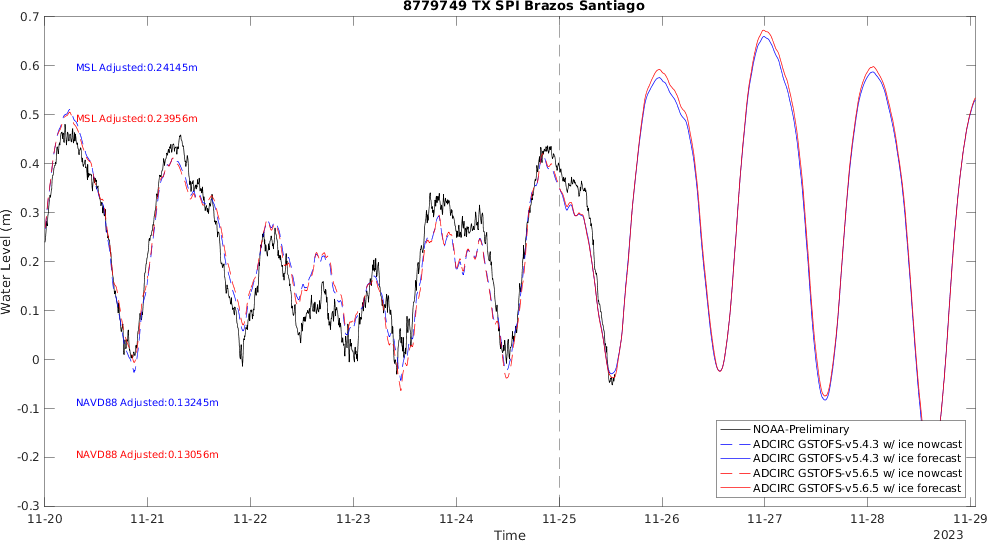 8779749 TX SPI Brazos Santiago
0.7
0.6
0.5
0.4
0.3
0.2
0.1
0
-0.1
-0.2
-0.3
Water Level (m)
MSL Adjusted:0.24145m
MSL Adjusted:0.23956m
NAVD88 Adjusted:0.13245m
NAVD88 Adjusted:0.13056m
NOAA-Preliminary
ADCIRC GSTOFS-v5.4.3 w/ ice nowcast
ADCIRC GSTOFS-v5.4.3 w/ ice forecast
ADCIRC GSTOFS-v5.6.5 w/ ice nowcast
ADCIRC GSTOFS-v5.6.5 w/ ice forecast
11-20 11-21 11-22 11-23 11-24 11-25 11-26 11-27 11-28 11-29
Time
2023